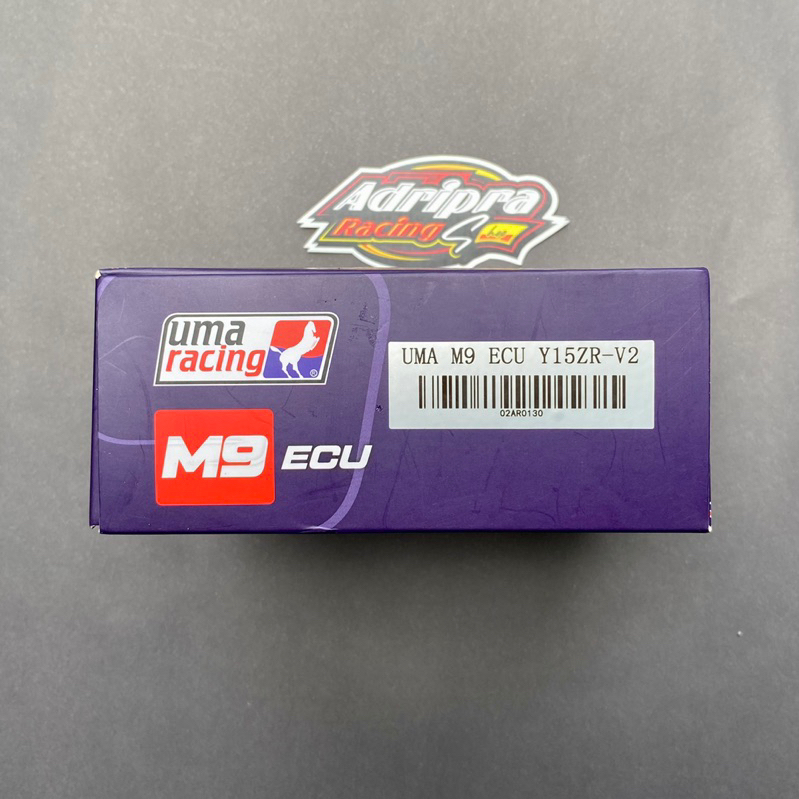 Adripra
Racing
uma
racing
®
UMA M9 ECU Y15ZR-V2
02AR0130
M9 ECU